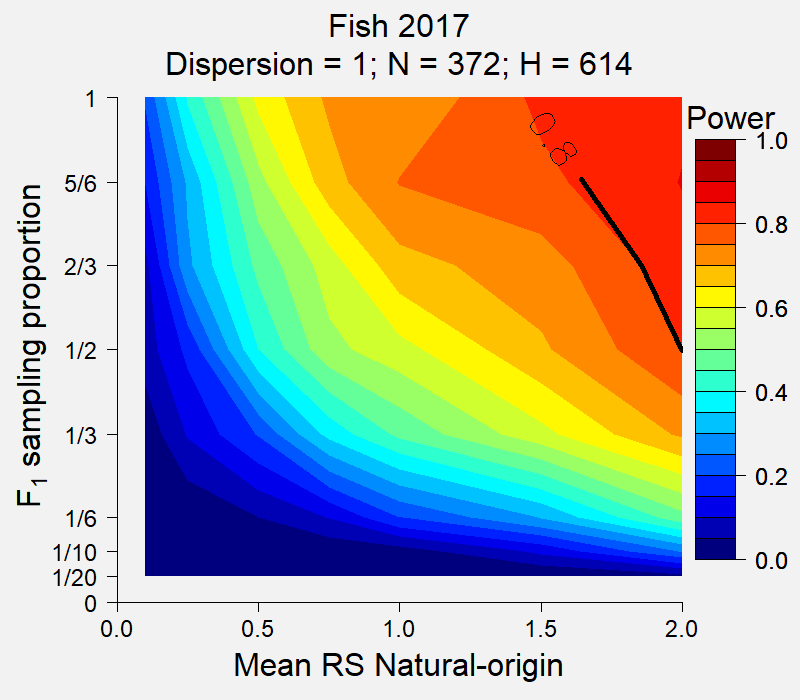 Fish 2017
Dispersion = 1; N = 372; H = 614
Power
1.0
0.8
0.6
0.4
0.2
0.0
F1 sampling proportion
1
5/6
2/3
1/2
1/3
1/6
1/10
1/20
0
0.0 0.5 1.0 1.5 2.0
Mean RS Natural-origin